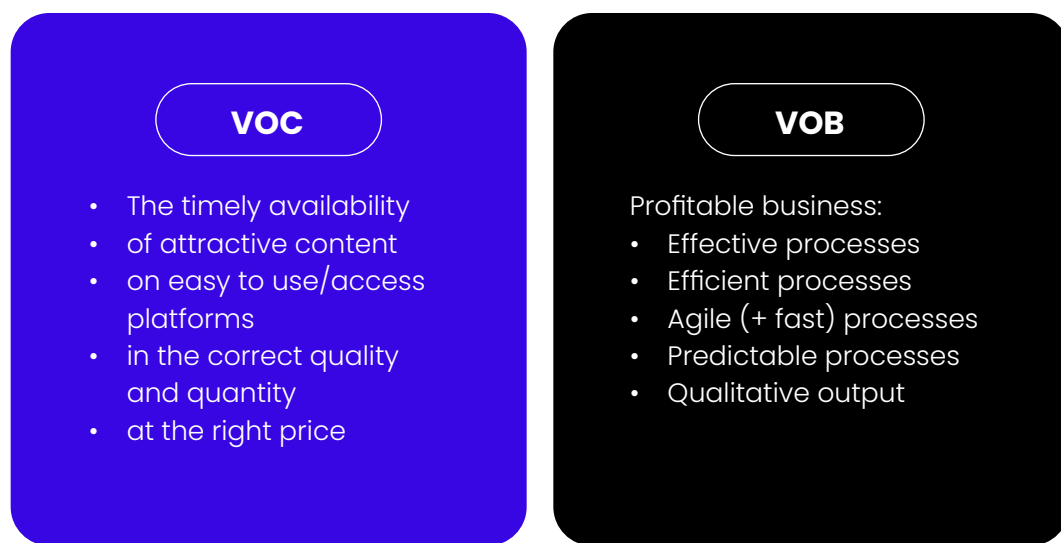 VOC
• The timely availability
• of attractive content
• on easy to use/access
platforms
• in the correct quality
and quantity
• at the right price
VOB
Profitable business:
• Effective processes
• Efficient processes
• Agile (+ fast) processes
• Predictable processes
• Qualitative output